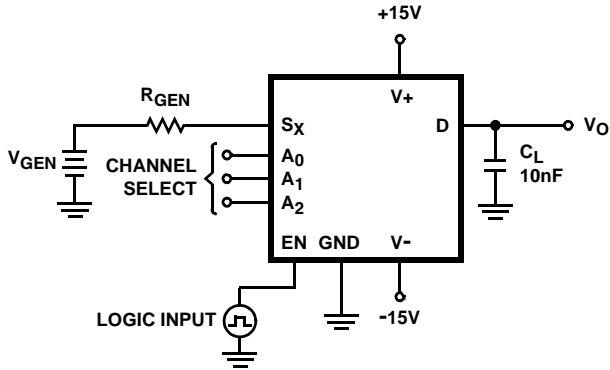 +15V
RGEN
V+
SX
D
VO
VGEN
CHANNEL
SELECT
A0
A1
A2
CL
10nF
EN GND V-
LOGIC INPUT
-15V